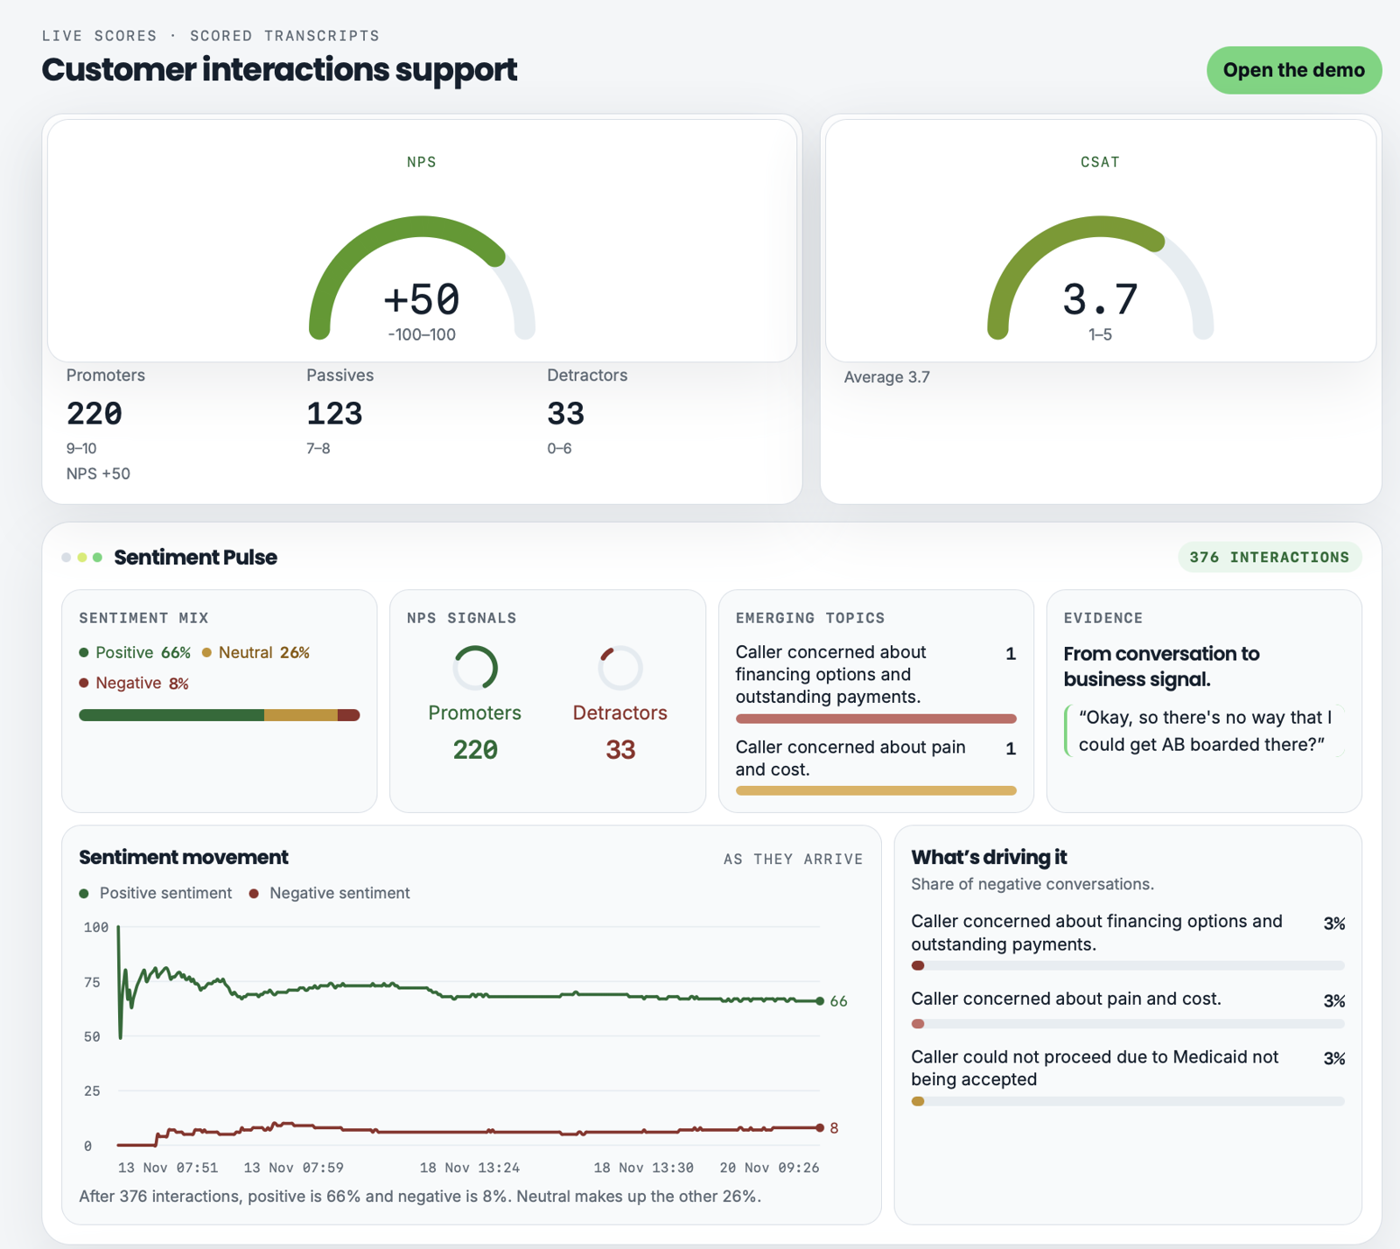 LIVE SCORES · SCORED TRANSCRIPTS
Customer interactions support
Open the demo
NPS
+50
-100–100
Promoters
Passives
Detractors
220
123
33
9–10
7–8
0–6
NPS +50
CSAT
3.7
1–5
Average 3.7
Sentiment Pulse
376 INTERACTIONS
SENTIMENT MIX
Positive 66%
Neutral 26%
Negative 8%
NPS SIGNALS
Promoters
220
Detractors
33
EMERGING TOPICS
Caller concerned about
financing options and
outstanding payments.
1
Caller concerned about pain
and cost.
1
EVIDENCE
From conversation to
business signal.
“Okay, so there's no way that I
could get AB boarded there?”
Sentiment movement
AS THEY ARRIVE
Positive sentiment
Negative sentiment
100
75
50
25
0
66
8
13 Nov 07:51
13 Nov 07:59
18 Nov 13:24
18 Nov 13:30
20 Nov 09:26
After 376 interactions, positive is 66% and negative is 8%. Neutral makes up the other 26%.
What’s driving it
Share of negative conversations.
Caller concerned about financing options and
outstanding payments.
3%
Caller concerned about pain and cost.
3%
Caller could not proceed due to Medicaid not
being accepted
3%